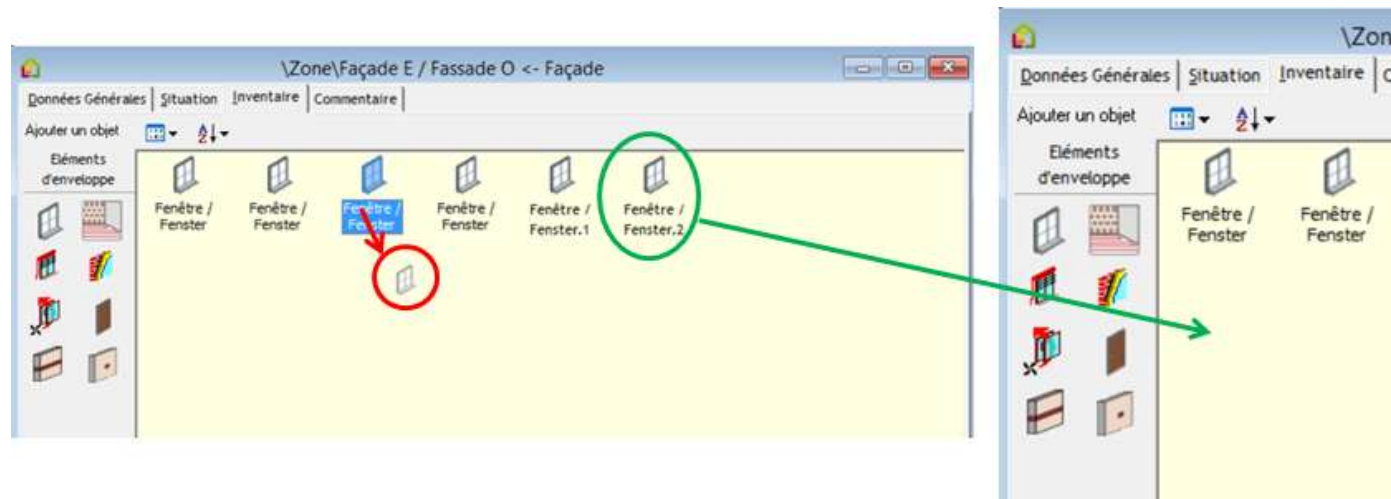 \Zone\Façade E / Fassade O <- Façade
Données Générales Situation Inventaire Commentaire
Ajouter un objet
Eléments
d'enveloppe
Fenêtre / Fenêtre / Fenêtre / Fenêtre / Fenêtre / Fenêtre /
Fenster Fenster Fenster Fenster Fenster.1 Fenster.2
\Zon
Données Générales Situation Inventaire C
Ajouter un objet
Eléments
d'enveloppe
Fenêtre / Fenêtre /
Fenster Fenster